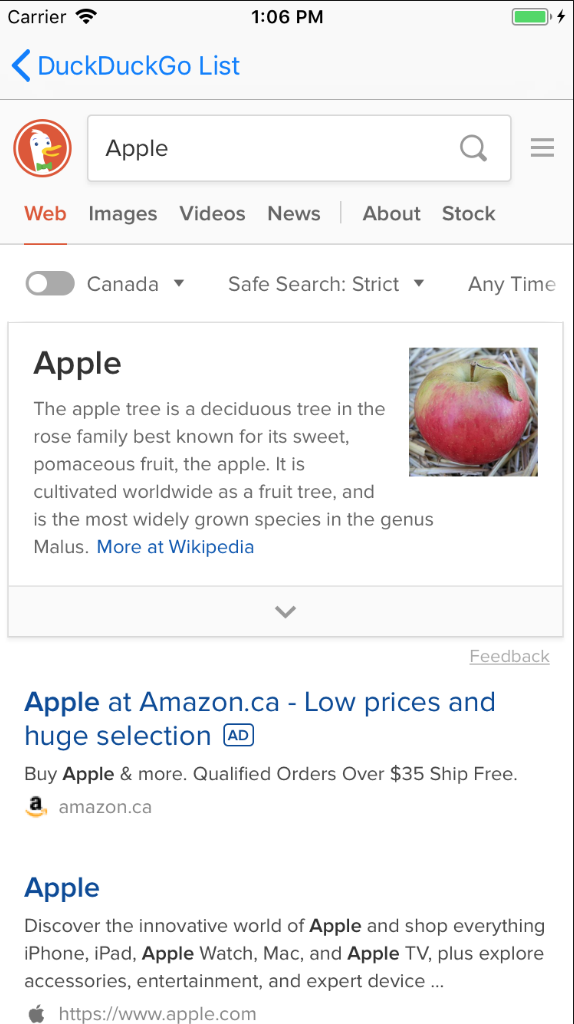 Carrier 1:06 PM
DuckDuckGo List
Apple
Web Images Videos News About Stock
Canada Safe Search: Strict Any Time
Apple
The apple tree is a deciduous tree in the
rose family best known for its sweet,
pomaceous fruit, the apple. It is
cultivated worldwide as a fruit tree, and
is the most widely grown species in the genus
Malus. More at Wikipedia
Feedback
Apple at Amazon.ca - Low prices and
huge selection AD
Buy Apple & more. Qualified Orders Over $35 Ship Free.
a amazon.ca
Apple
Discover the innovative world of Apple and shop everything
iPhone, iPad, Apple Watch, Mac, and Apple TV, plus explore
accessories, entertainment, and expert device ...
https://www.apple.com